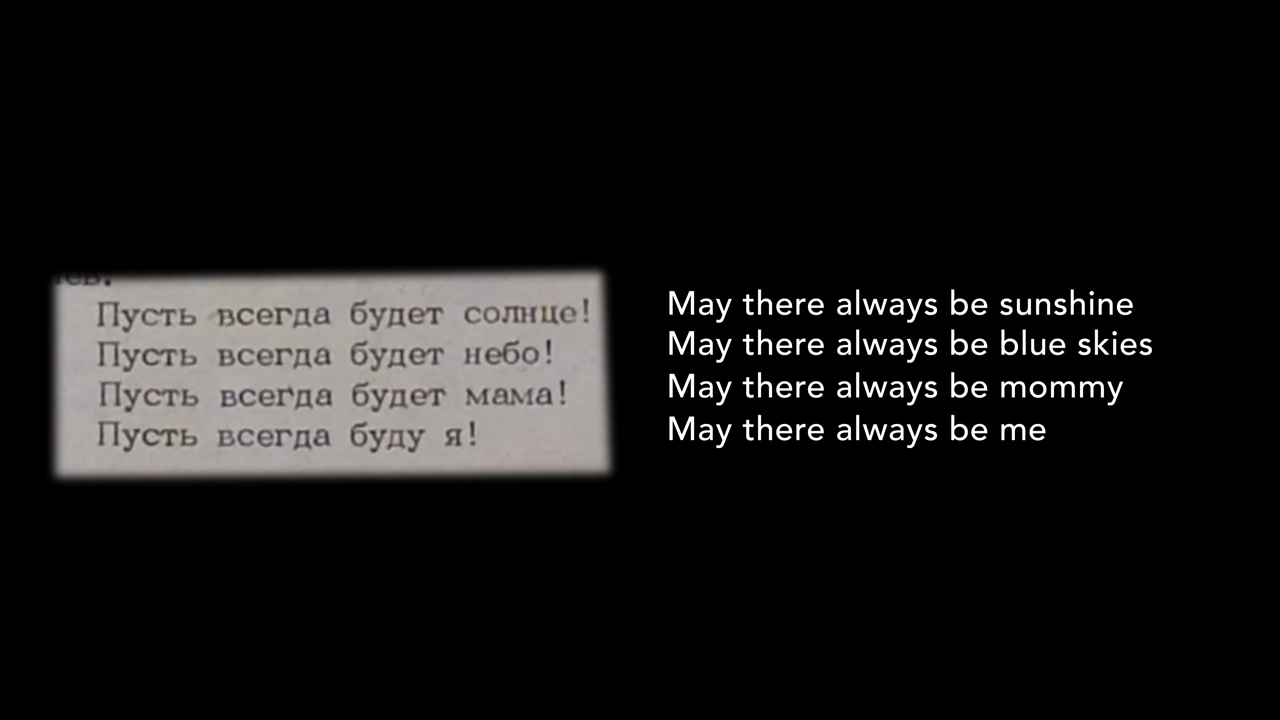 Пусть всегда будет солнце!
Пусть всегда будет небо!
Пусть всегда будет мама!
Пусть всегда буду я!
May there always be sunshine
May there always be blue skies
May there always be mommy
May there always be me